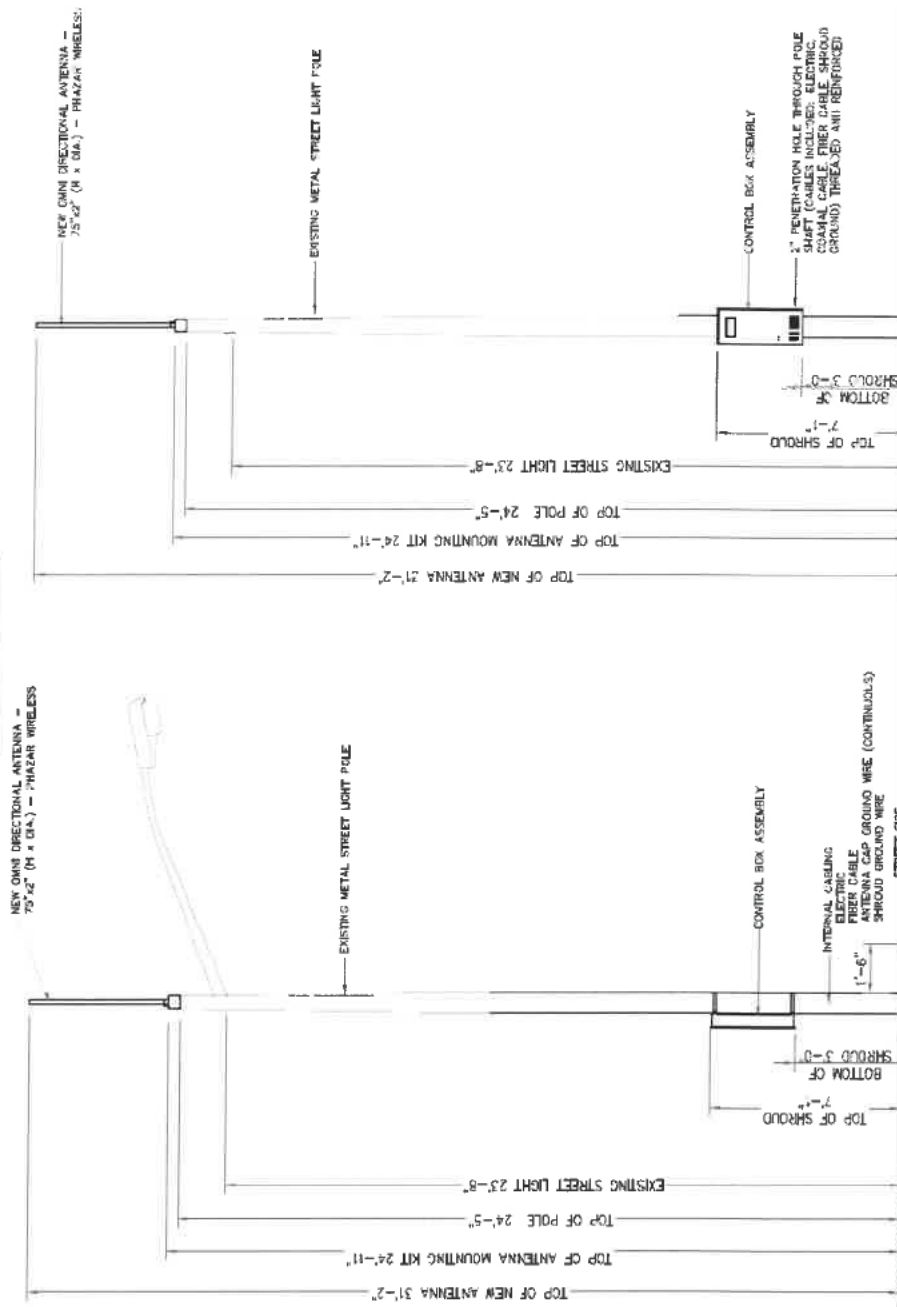 NEW OMNI DIRECTIONAL ANTENNA –
75"x2" (H x DIA.) – PHAZAR WIRELESS
EXISTING METAL STREET LIGHT POLE
CONTROL BOX ASSEMBLY
INTERNAL CABLING
ELECTRIC
FIBER CABLE
ANTENNA CAP GROUND WIRE (CONTINUOUS)
SHROUD GROUND WIRE
1'-6"
BOTTOM OF
SHROUD 3'-0"
TOP OF SHROUD
7'-1"
EXISTING STREET LIGHT 23'-8"
TOP OF POLE 24'-5"
TOP OF ANTENNA MOUNTING KIT 24'-11"
TOP OF NEW ANTENNA 31'-2"
NEW OMNI DIRECTIONAL ANTENNA –
75"x2" (H x DIA.) – PHAZAR WIRELESS
EXISTING METAL STREET LIGHT POLE
CONTROL BOX ASSEMBLY
2" PENETRATION HOLE THROUGH POLE
SHAFT (CABLES INCLUDED: ELECTRIC,
COAXIAL CABLE, FIBER CABLE, SHROUD
GROUND) THREADED AND REINFORCED
BOTTOM OF
SHROUD 3'-0
TOP OF SHROUD
7'-1"
EXISTING STREET LIGHT 23'-8"
TOP OF POLE 24'-5"
TOP OF ANTENNA MOUNTING KIT 24'-11"
TOP OF NEW ANTENNA 31'-2"